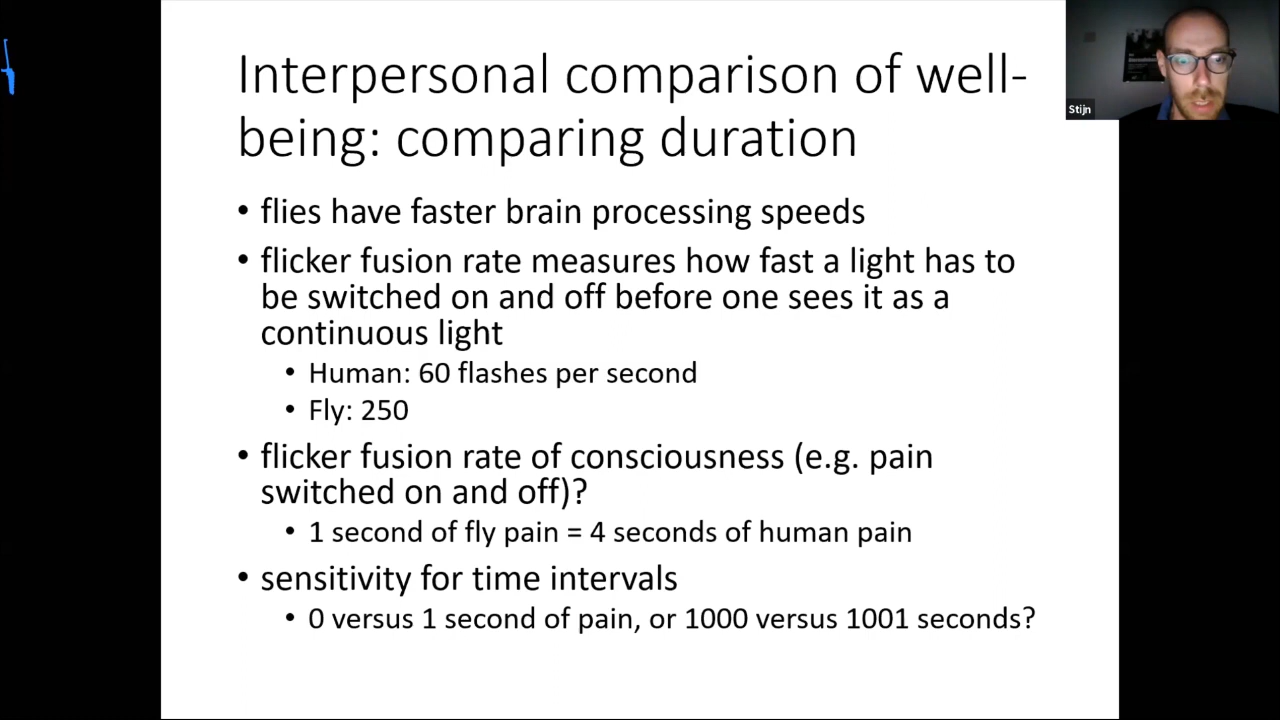 Interpersonal comparison of well-
being: comparing duration
• flies have faster brain processing speeds
• flicker fusion rate measures how fast a light has to
be switched on and off before one sees it as a
continuous light
• Human: 60 flashes per second
• Fly: 250
• flicker fusion rate of consciousness (e.g. pain
switched on and off)?
• 1 second of fly pain = 4 seconds of human pain
• sensitivity for time intervals
• 0 versus 1 second of pain, or 1000 versus 1001 seconds?
Stijn